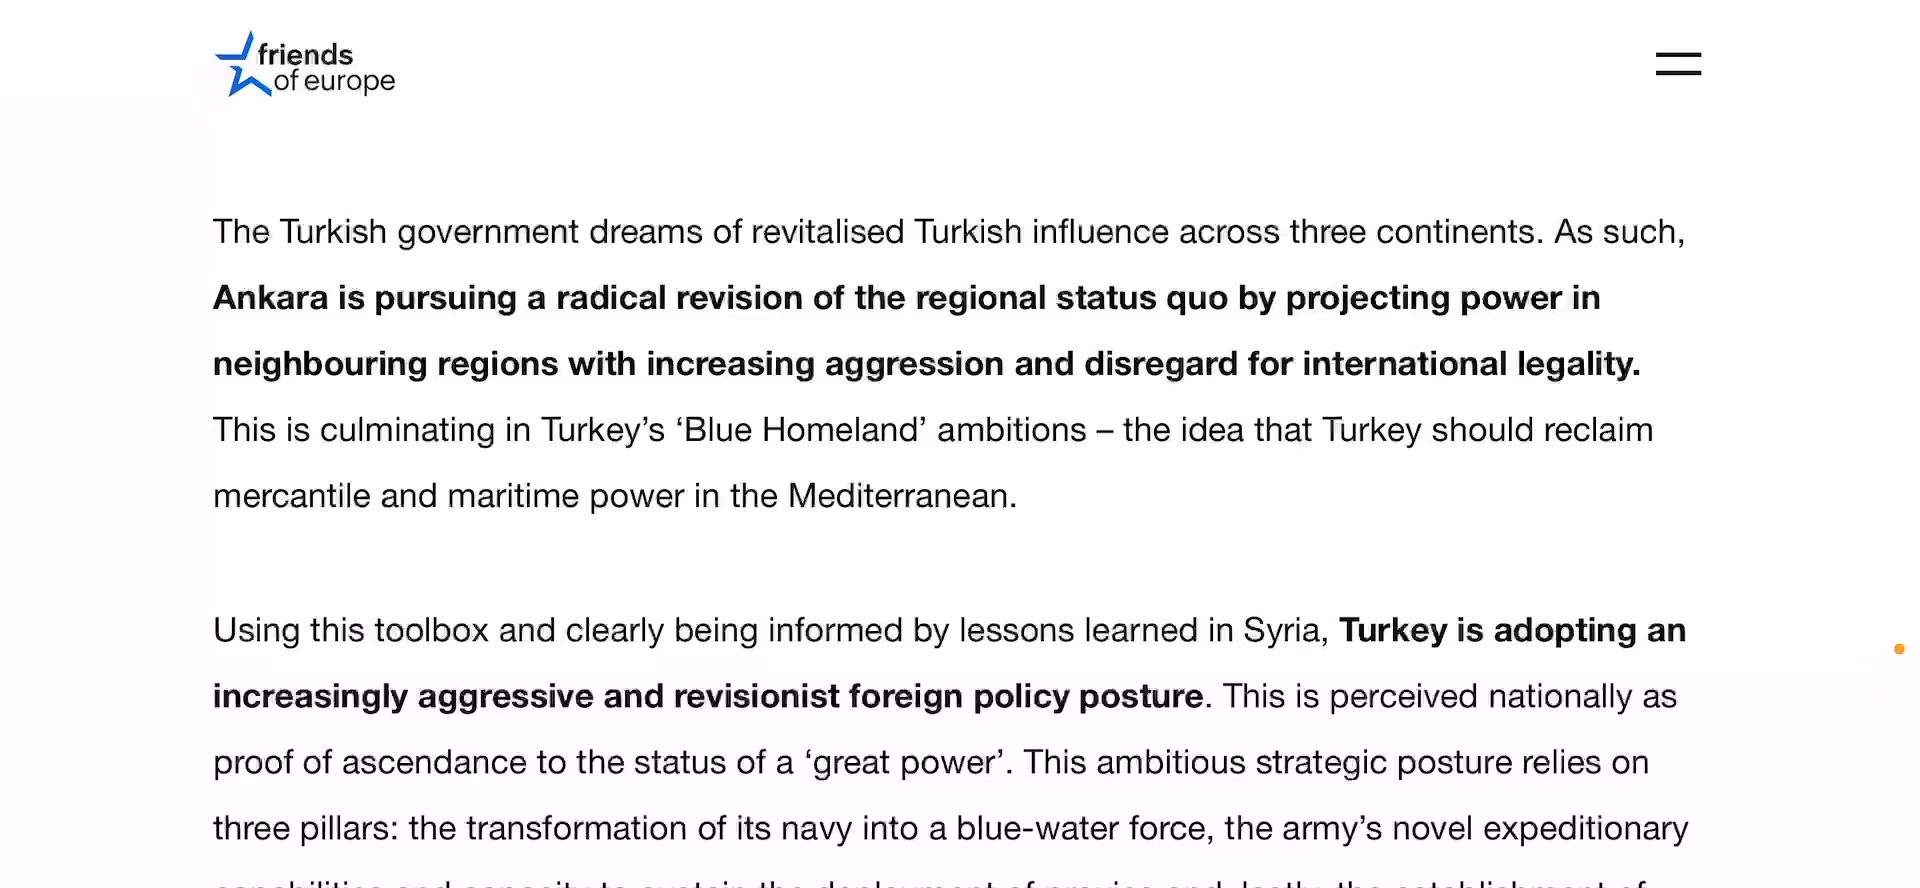 friends
of europe
The Turkish government dreams of revitalised Turkish influence across three continents. As such,
Ankara is pursuing a radical revision of the regional status quo by projecting power in
neighbouring regions with increasing aggression and disregard for international legality.
This is culminating in Turkey’s ‘Blue Homeland’ ambitions – the idea that Turkey should reclaim
mercantile and maritime power in the Mediterranean.
Using this toolbox and clearly being informed by lessons learned in Syria, Turkey is adopting an
increasingly aggressive and revisionist foreign policy posture. This is perceived nationally as
proof of ascendance to the status of a ‘great power’. This ambitious strategic posture relies on
three pillars: the transformation of its navy into a blue-water force, the army’s novel expeditionary